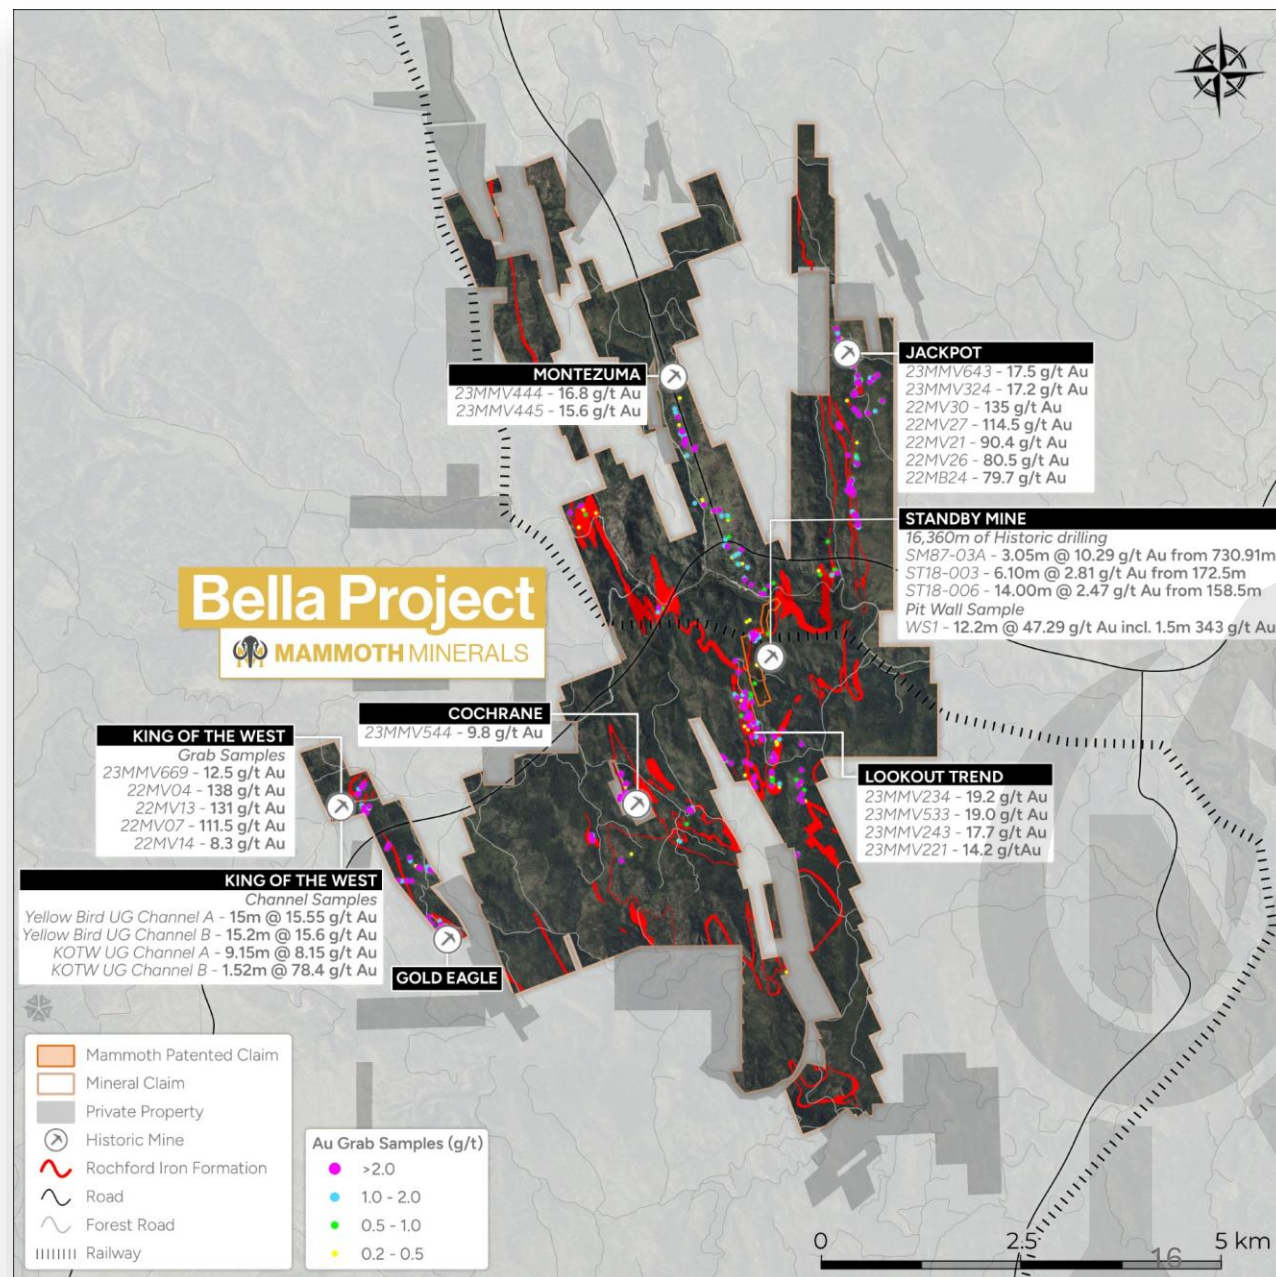 MONTEZUMA
23MMV444 - 16.8 g/t Au
23MMV445 - 15.6 g/t Au
JACKPOT
23MMV643 - 17.5 g/t Au
23MMV324 - 17.2 g/t Au
22MV30 - 135 g/t Au
22MV27 - 114.5 g/t Au
22MV21 - 90.4 g/t Au
22MV26 - 80.5 g/t Au
22MB24 - 79.7 g/t Au
STANDBY MINE
16,360m of Historic drilling
SM87-03A - 3.05m @ 10.29 g/t Au from 730.91m
ST18-003 - 6.10m @ 2.81 g/t Au from 172.5m
ST18-006 - 14.00m @ 2.47 g/t Au from 158.5m
Pit Wall Sample
WS1 - 12.2m @ 47.29 g/t Au incl. 1.5m 343 g/t Au
Bella Project
MAMMOTH MINERALS
COCHRANE
23MMV544 - 9.8 g/t Au
KING OF THE WEST
Grab Samples
23MMV669 - 12.5 g/t Au
22MV04 - 138 g/t Au
22MV13 - 131 g/t Au
22MV07 - 111.5 g/t Au
22MV14 - 8.3 g/t Au
LOOKOUT TREND
23MMV234 - 19.2 g/t Au
23MMV533 - 19.0 g/t Au
23MMV243 - 17.7 g/t Au
23MMV221 - 14.2 g/tAu
KING OF THE WEST
Channel Samples
Yellow Bird UG Channel A - 15m @ 15.55 g/t Au
Yellow Bird UG Channel B - 15.2m @ 15.6 g/t Au
KOTW UG Channel A - 9.15m @ 8.15 g/t Au
KOTW UG Channel B - 1.52m @ 78.4 g/t Au
GOLD EAGLE
Mammoth Patented Claim
Mineral Claim
Private Property
Historic Mine
Rochford Iron Formation
Road
Forest Road
Railway
Au Grab Samples (g/t)
>2.0
1.0 - 2.0
0.5 - 1.0
0.2 - 0.5
0 2.5 5 km
16